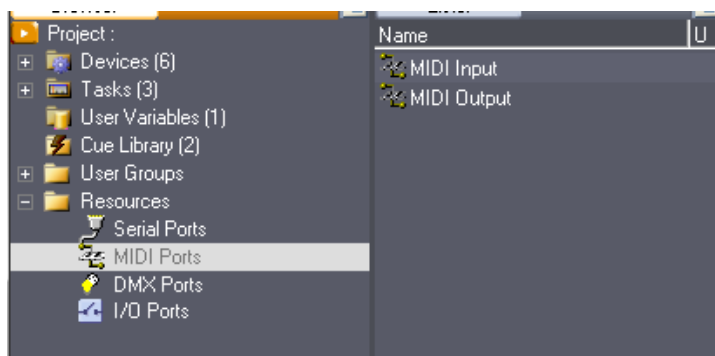 Project :
Devices (6)
Tasks (3)
User Variables (1)
Cue Library (2)
User Groups
Resources
Serial Ports
MIDI Ports
DMX Ports
I/O Ports
Name U
MIDI Input
MIDI Output